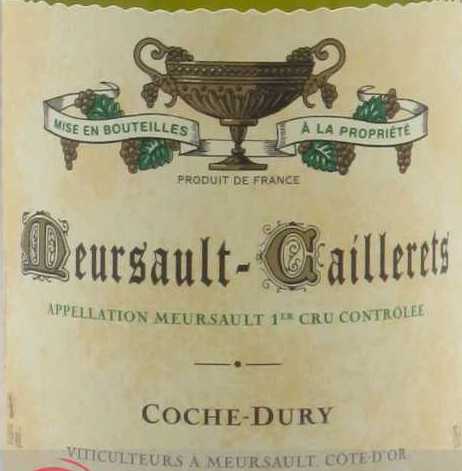 MISE EN BOUTEILLES
À LA PROPRIÉTÉ
PRODUIT DE FRANCE
Meursault-Caillerets
APPELLATION MEURSAULT 1ER CRU CONTRÔLÉE
COCHE-DURY
VITICULTEURS À MEURSAULT, CÔTE-D'OR